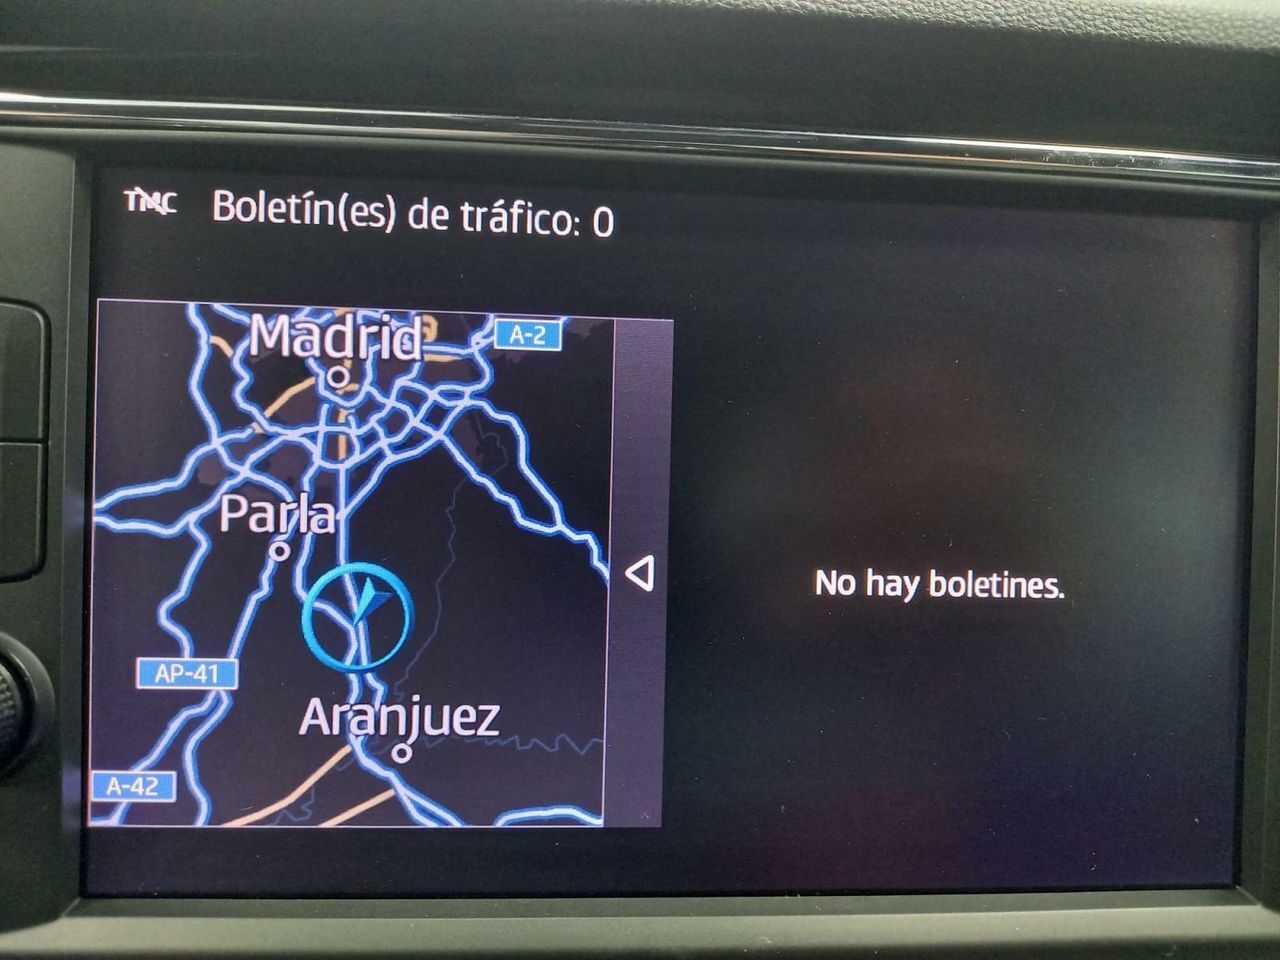 TMC Boletín(es) de tráfico: 0
Madrid
A-2
Parla
No hay boletines.
AP-41
Aranjuez
A-42